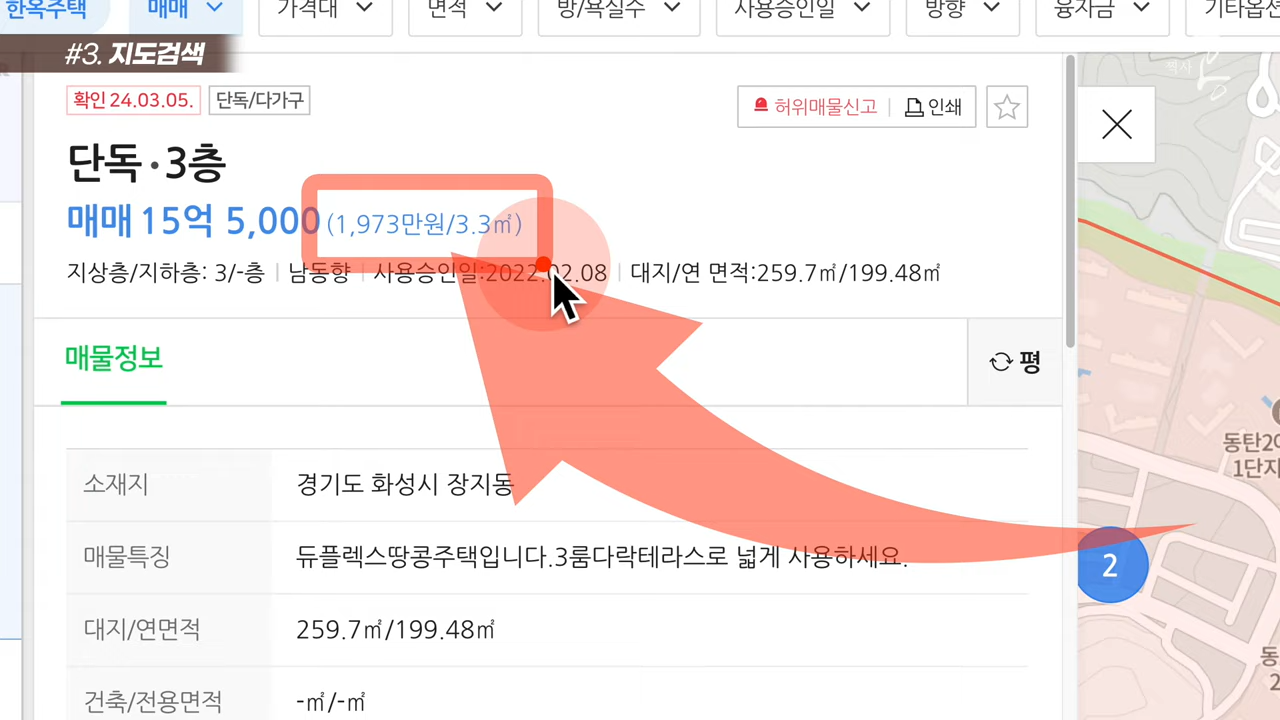 한옥주택 매매 가격대 면적 방/욕실수 사용승인일 방향 융자금 기타옵션
#3. 지도검색
확인 24.03.05. 단독/다가구 허위매물신고 인쇄
단독·3층
매매 15억 5,000 (1,973만원/3.3㎡)
지상층/지하층: 3/-층 남동향 사용승인일:2022.02.08 대지/연 면적:259.7㎡/199.48㎡
매물정보 평
소재지 경기도 화성시 장지동
매물특징 듀플렉스땅콩주택입니다.3룸다락테라스로 넓게 사용하세요.
대지/연면적 259.7㎡/199.48㎡
건축/전용면적 -㎡/-㎡
2